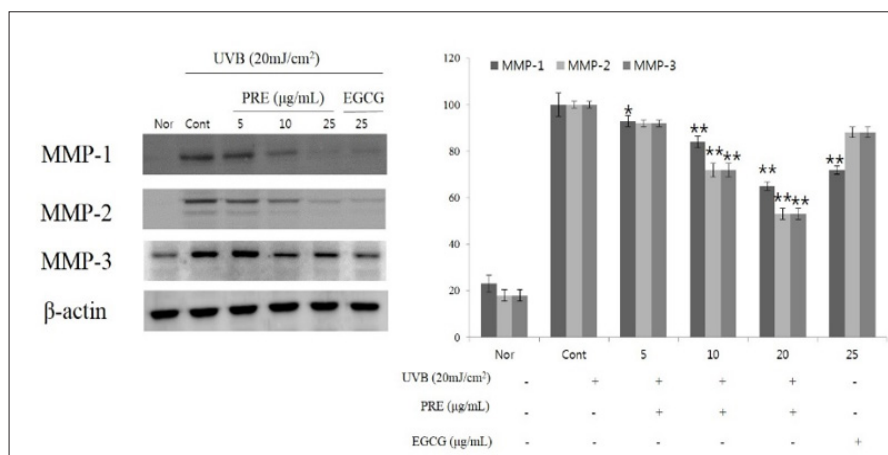 UVB (20mJ/cm²)
PRE (μg/mL) EGCG
Nor Cont 5 10 25 25
MMP-1
MMP-2
MMP-3
β-actin
120
MMP-1 MMP-2 MMP-3
100
80
60
40
20
0
*
** ** **
** ** **
**
Nor Cont 5 10 20 25
UVB (20mJ/cm²) - + + + + -
PRE (μg/mL) - - + + + -
EGCG (μg/mL) - - - - - +